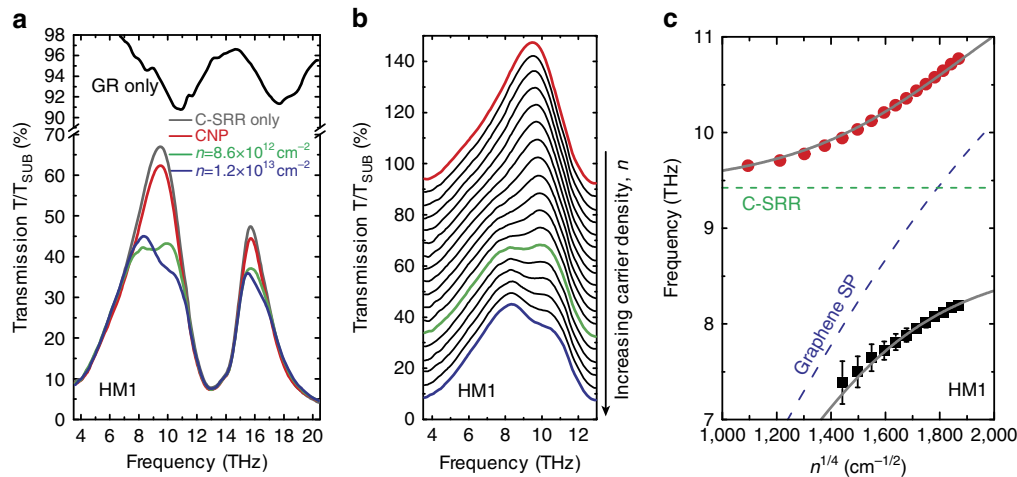 a
Transmission T/T_SUB (%)
98
96
94
92
90
70
60
50
40
30
20
10
0
GR only
C-SRR only
CNP
n=8.6×10¹² cm⁻²
n=1.2×10¹³ cm⁻²
HM1
4 6 8 10 12 14 16 18 20
Frequency (THz)
b
Transmission T/T_SUB (%)
140
120
100
80
60
40
20
0
HM1
4 6 8 10 12
Frequency (THz)
Increasing carrier density, n
c
Frequency (THz)
11
10
9
8
7
C-SRR
Graphene SP
HM1
1,000 1,200 1,400 1,600 1,800 2,000
n^1/4 (cm^−1/2)